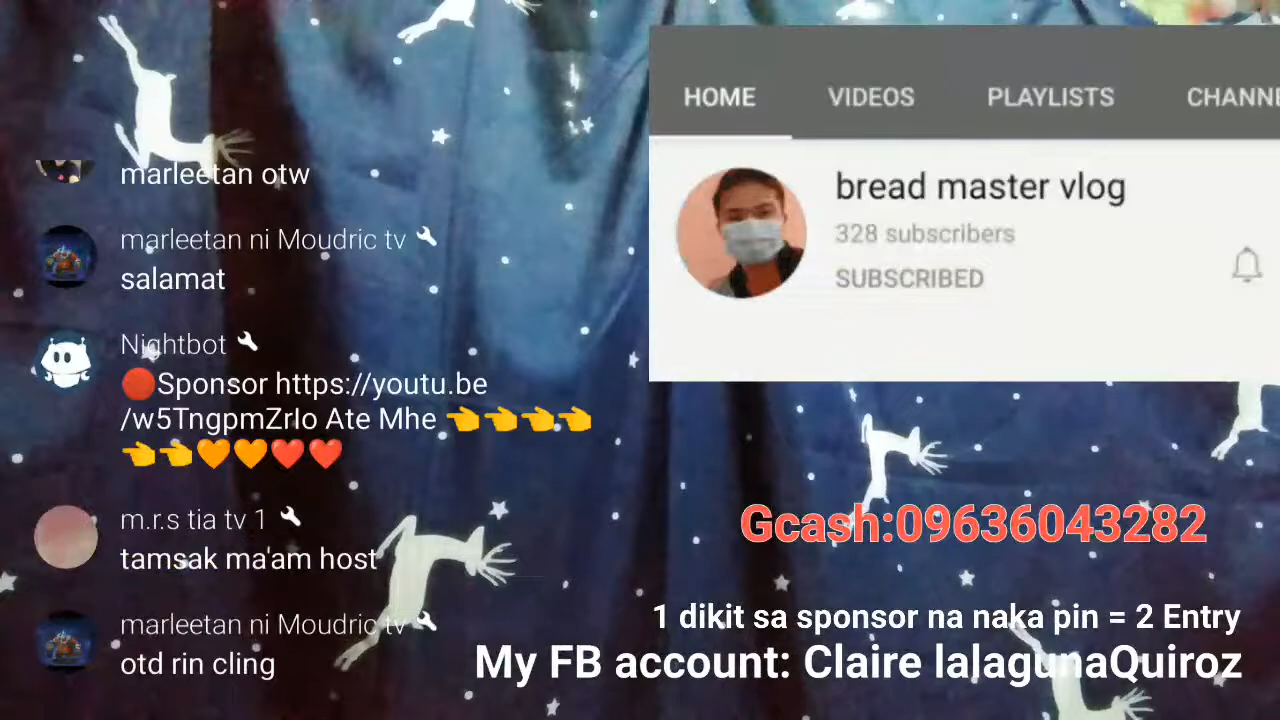 marleetan otw
marleetan ni Moudric tv
salamat
Nightbot
🔴Sponsor https://youtu.be
/w5TngpmZrIo Ate Mhe 👈👈👈👈
👈👈🧡🧡❤️❤️
m.r.s tia tv 1
tamsak ma'am host
marleetan ni Moudric tv
otd rin cling
HOME VIDEOS PLAYLISTS CHANNE
bread master vlog
328 subscribers
SUBSCRIBED
Gcash:09636043282
1 dikit sa sponsor na naka pin = 2 Entry
My FB account: Claire lalagunaQuiroz